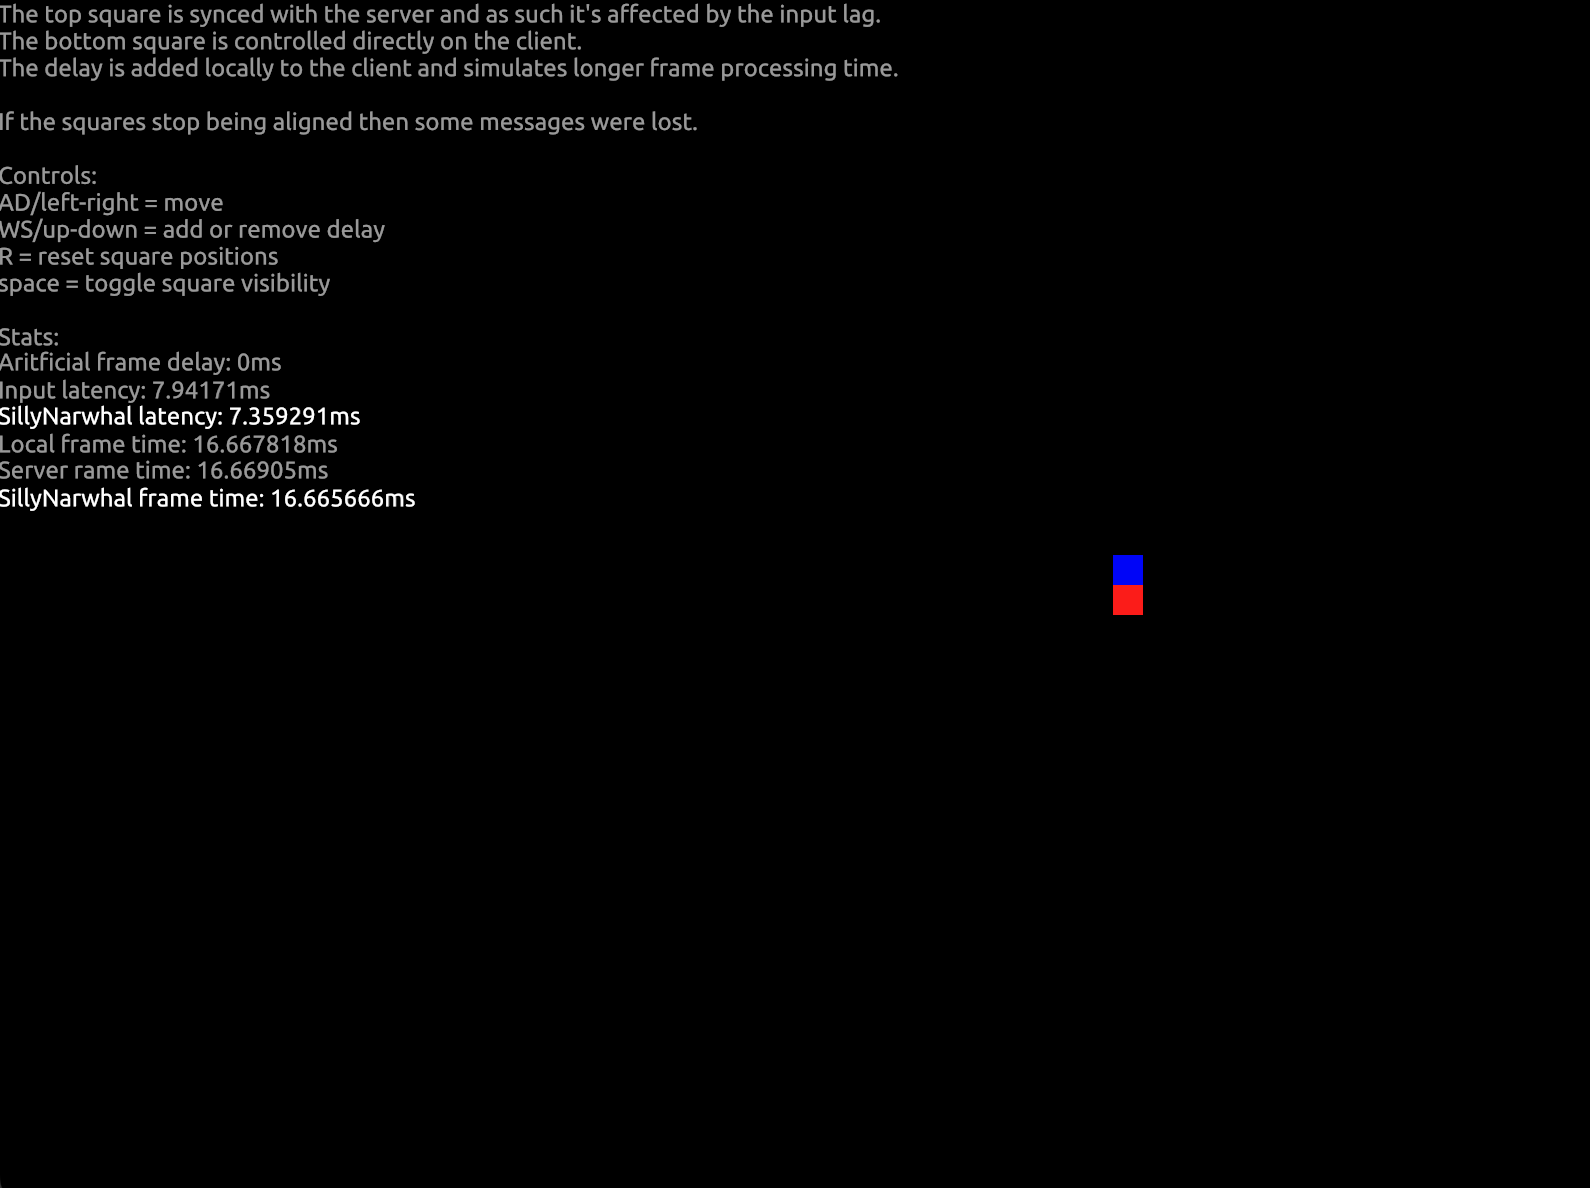 The top square is synced with the server and as such it's affected by the input lag.
The bottom square is controlled directly on the client.
The delay is added locally to the client and simulates longer frame processing time.
If the squares stop being aligned then some messages were lost.
Controls:
AD/left-right = move
WS/up-down = add or remove delay
R = reset square positions
space = toggle square visibility
Stats:
Aritficial frame delay: 0ms
Input latency: 7.94171ms
SillyNarwhal latency: 7.359291ms
Local frame time: 16.667818ms
Server rame time: 16.66905ms
SillyNarwhal frame time: 16.665666ms